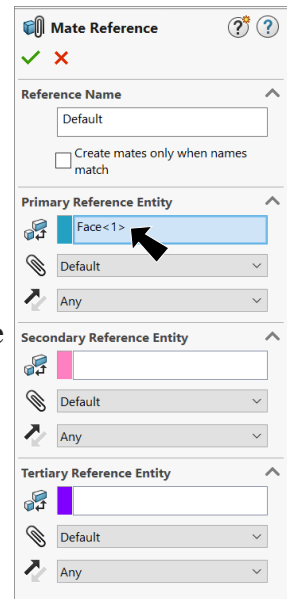 Mate Reference
Reference Name
Default
Create mates only when names
match
Primary Reference Entity
Face<1>
Default
Any
e
Secondary Reference Entity
Default
Any
Tertiary Reference Entity
Default
Any